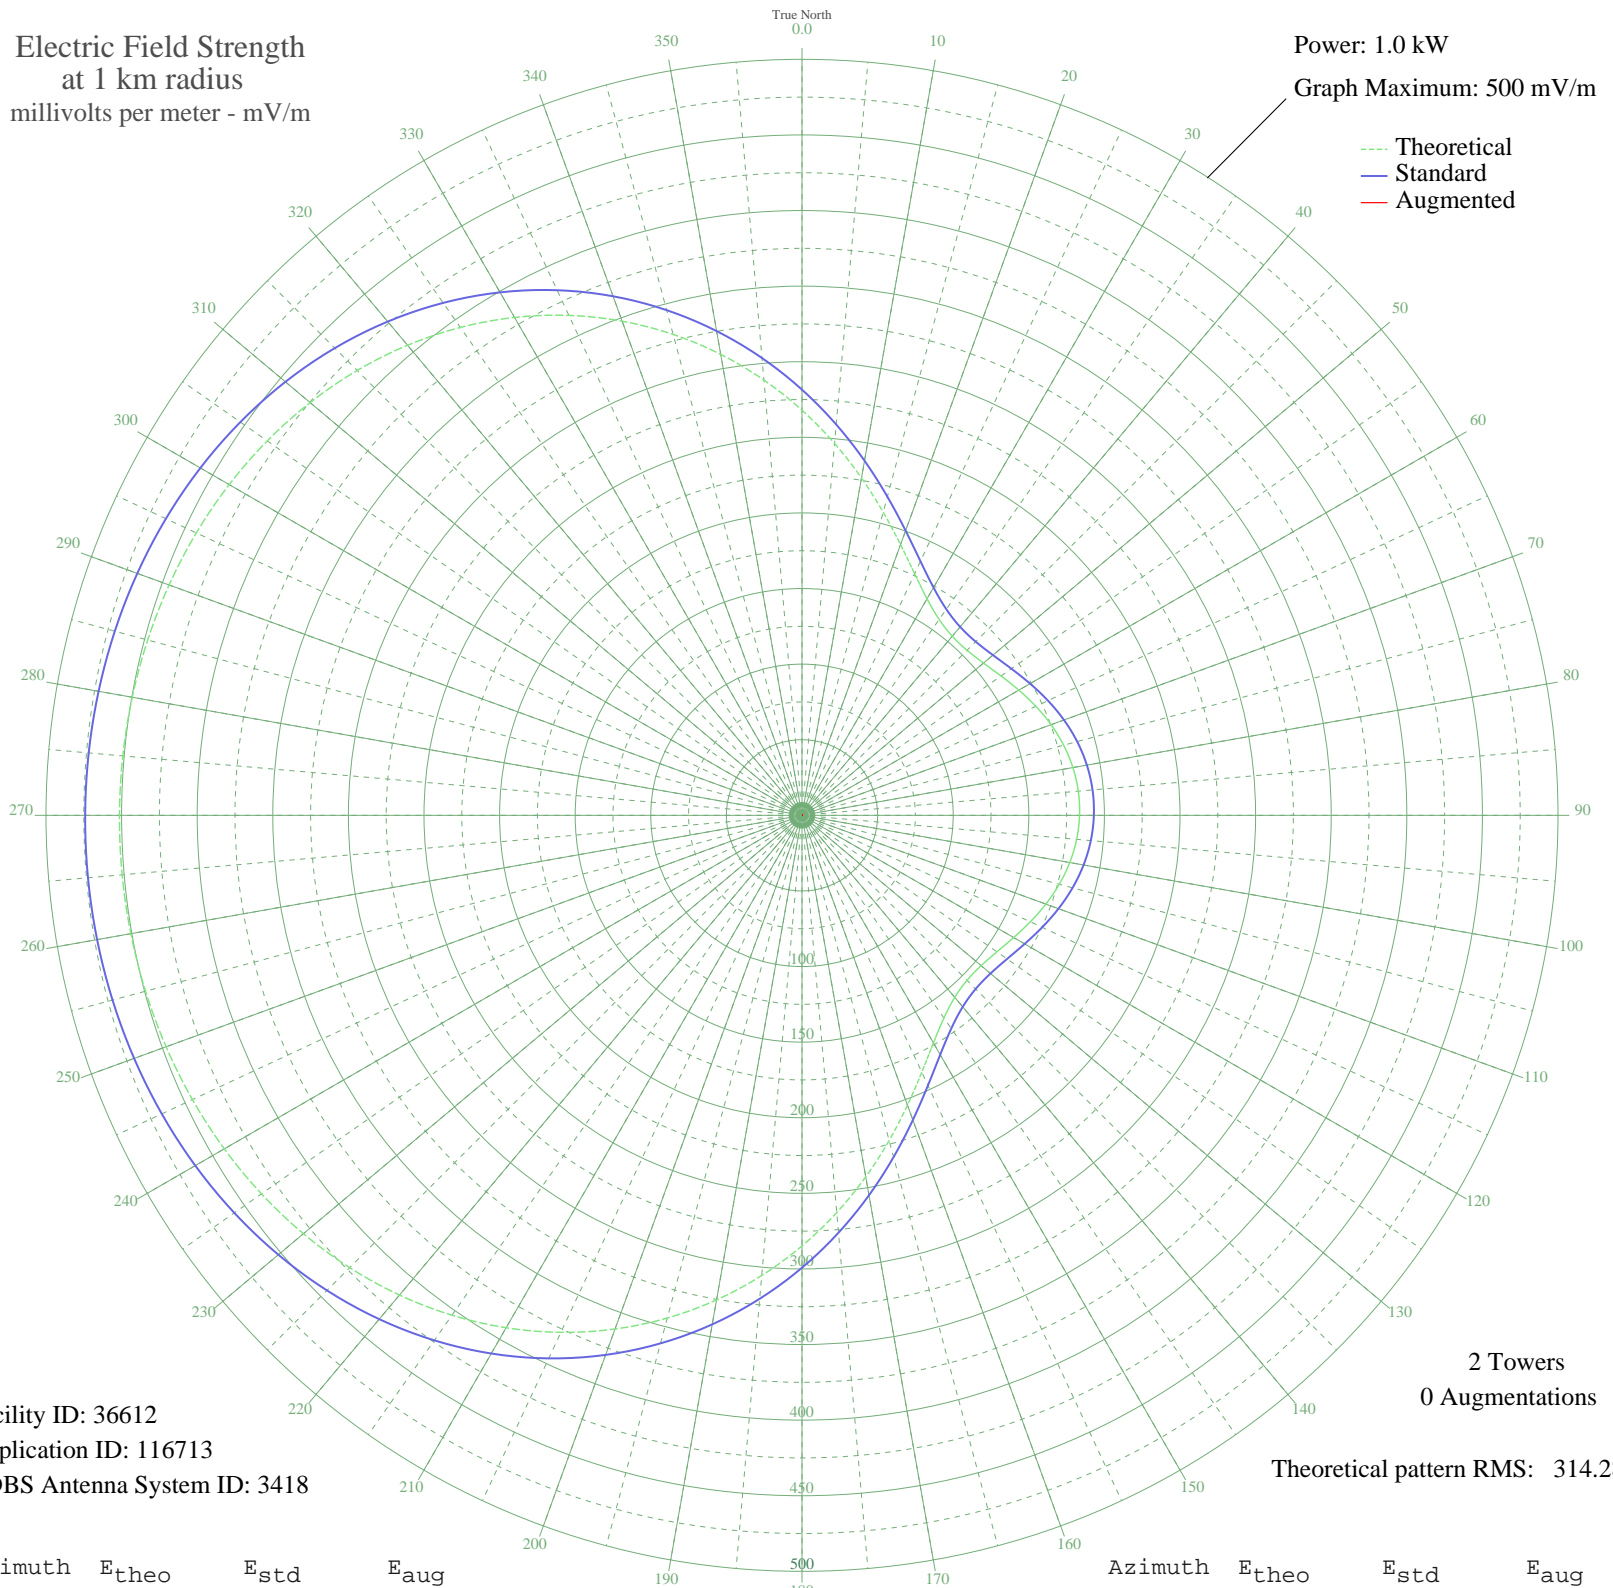 True North
0.0
Electric Field Strength
at 1 km radius
millivolts per meter - mV/m
Power: 1.0 kW
Graph Maximum: 500 mV/m
Theoretical
Standard
Augmented
10
20
30
40
50
60
70
80
90
100
110
120
130
140
150
160
170
190
200
210
220
230
240
250
260
270
280
290
300
310
320
330
340
350
100
150
200
250
300
350
400
450
500
2 Towers
0 Augmentations
Theoretical pattern RMS: 314.2
cility ID: 36612
plication ID: 116713
DBS Antenna System ID: 3418
imuth Etheo Estd Eaug Azimuth Etheo Estd Eaug